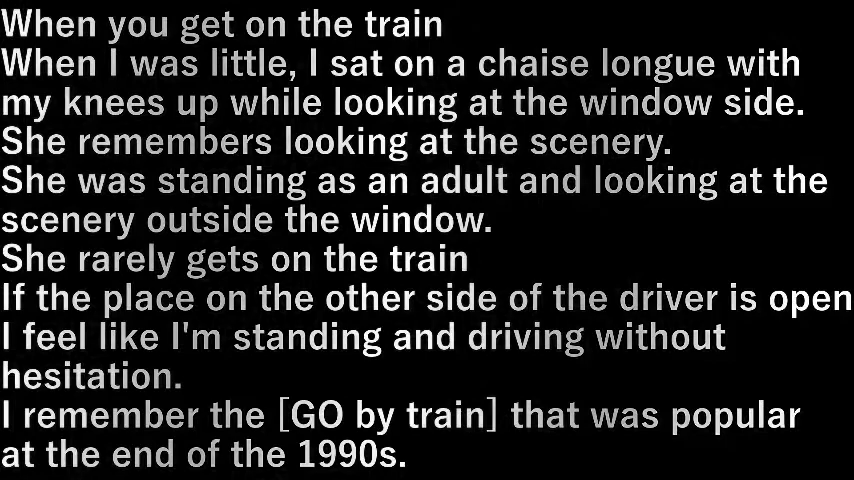 When you get on the train
When I was little, I sat on a chaise longue with
my knees up while looking at the window side.
She remembers looking at the scenery.
She was standing as an adult and looking at the
scenery outside the window.
She rarely gets on the train
If the place on the other side of the driver is open
I feel like I'm standing and driving without
hesitation.
I remember the [GO by train] that was popular
at the end of the 1990s.